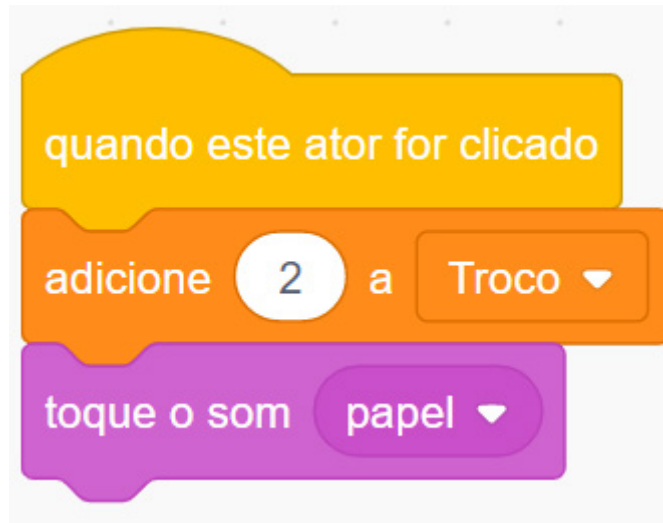 quando este ator for clicado
adicione 2 a Troco
toque o som papel